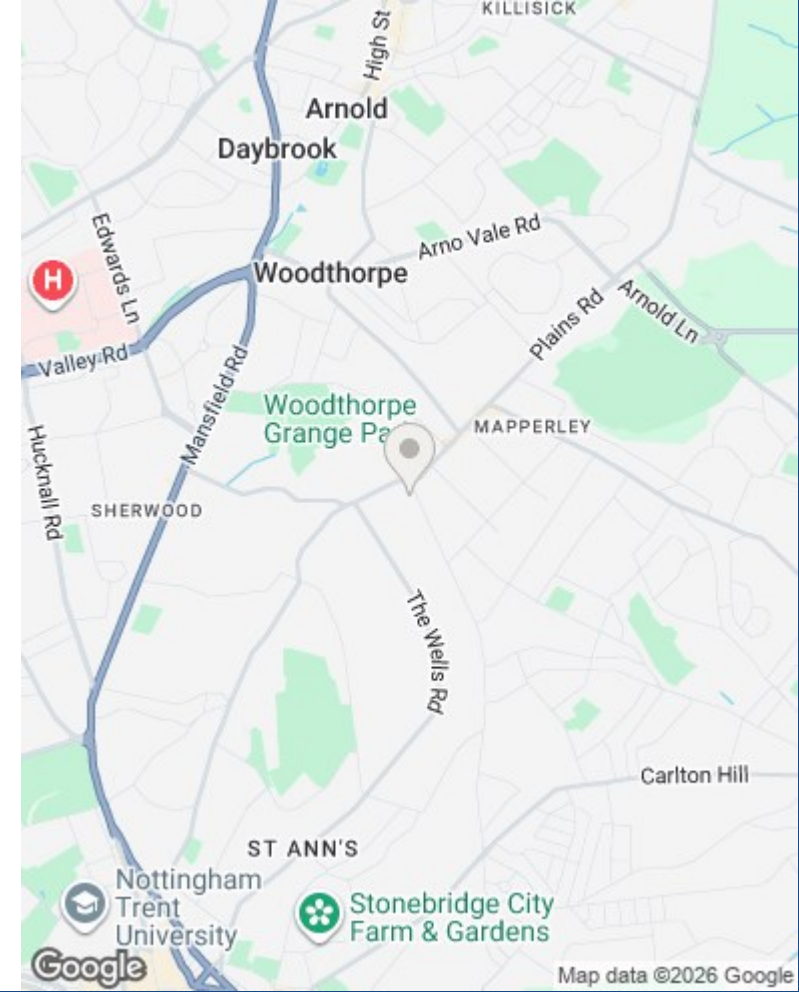 KILLISICK
High St
Arnold
Daybrook
Edwards Ln
Arno Vale Rd
Woodthorpe
H
Plains Rd
Arnold Ln
Valley Rd
Mansfield Rd
Woodthorpe
Grange Pa
MAPPERLEY
Hucknall Rd
SHERWOOD
The Wells Rd
Carlton Hill
ST ANN'S
Nottingham
Trent
University
Stonebridge City
Farm & Gardens
Google
Map data ©2026 Google